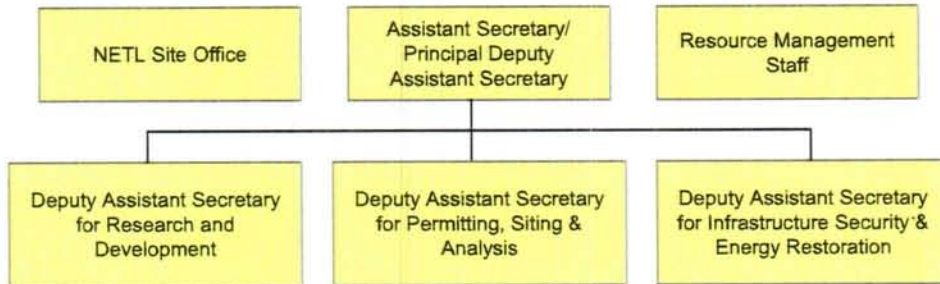 NETL Site Office
Assistant Secretary/
Principal Deputy
Assistant Secretary
Resource Management
Staff
Deputy Assistant Secretary
for Research and
Development
Deputy Assistant Secretary
for Permitting, Siting &
Analysis
Deputy Assistant Secretary
for Infrastructure Security &
Energy Restoration